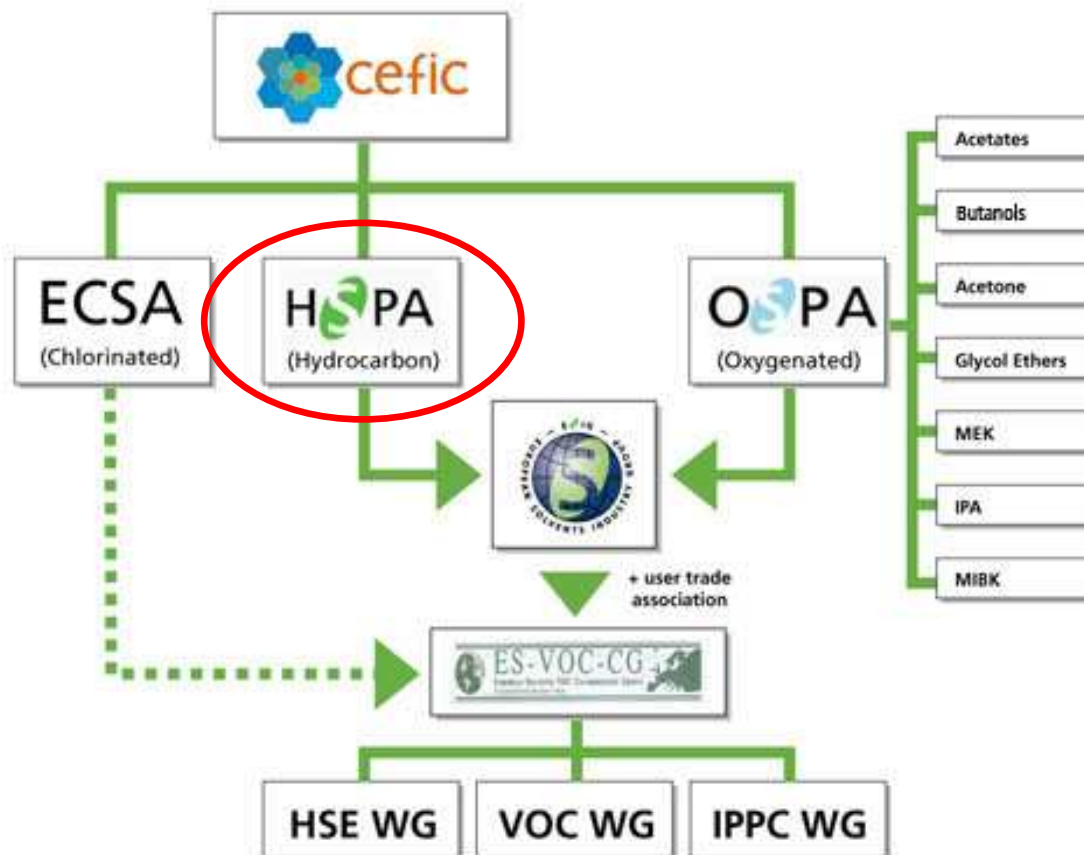 cefic
ECSA
(Chlorinated)
HSPA
(Hydrocarbon)
OSPA
(Oxygenated)
Acetates
Butanols
Acetone
Glycol Ethers
MEK
IPA
MIBK
EUROPEAN SOLVENTS INDUSTRY GROUP
S
+ user trade
association
ES-VOC-CG
HSE WG
VOC WG
IPPC WG